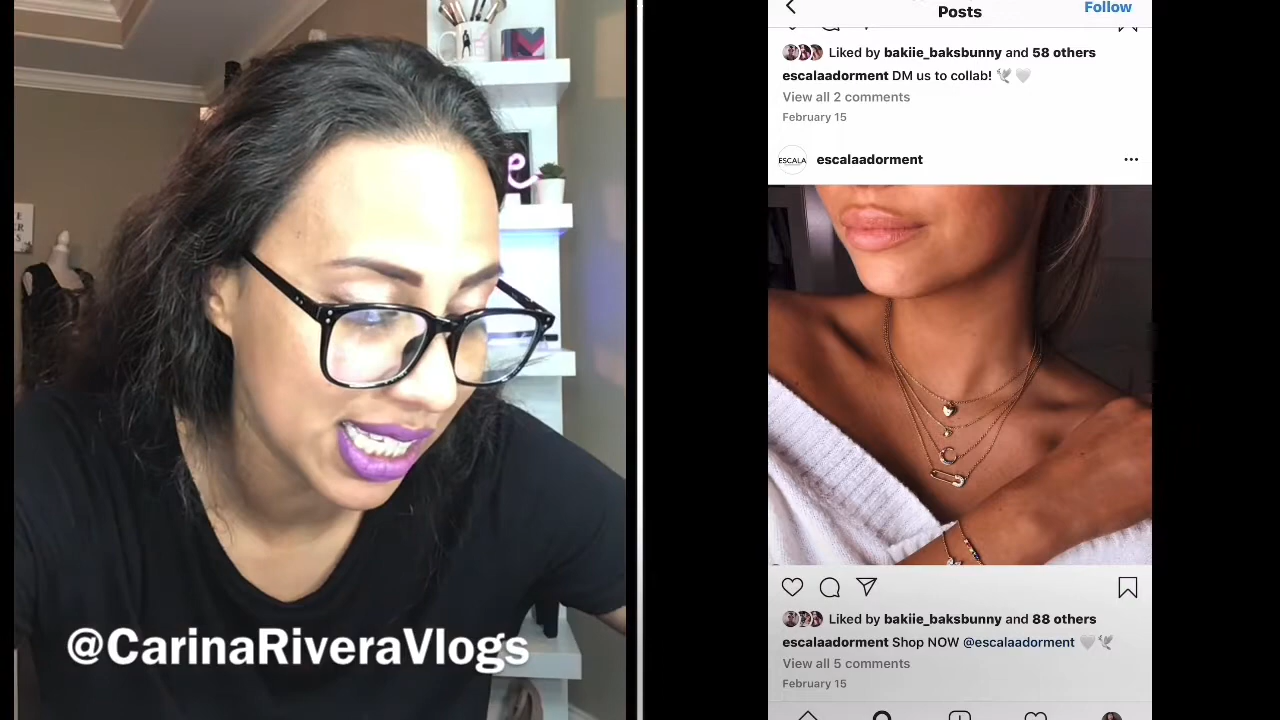 @CarinaRiveraVlogs
Posts
Follow
Liked by bakiie_baksbunny and 58 others
escalaadorment DM us to collab! 🕊️🤍
View all 2 comments
February 15
ESCALA
escalaadorment
Liked by bakiie_baksbunny and 88 others
escalaadorment Shop NOW @escalaadorment 🤍🕊️
View all 5 comments
February 15